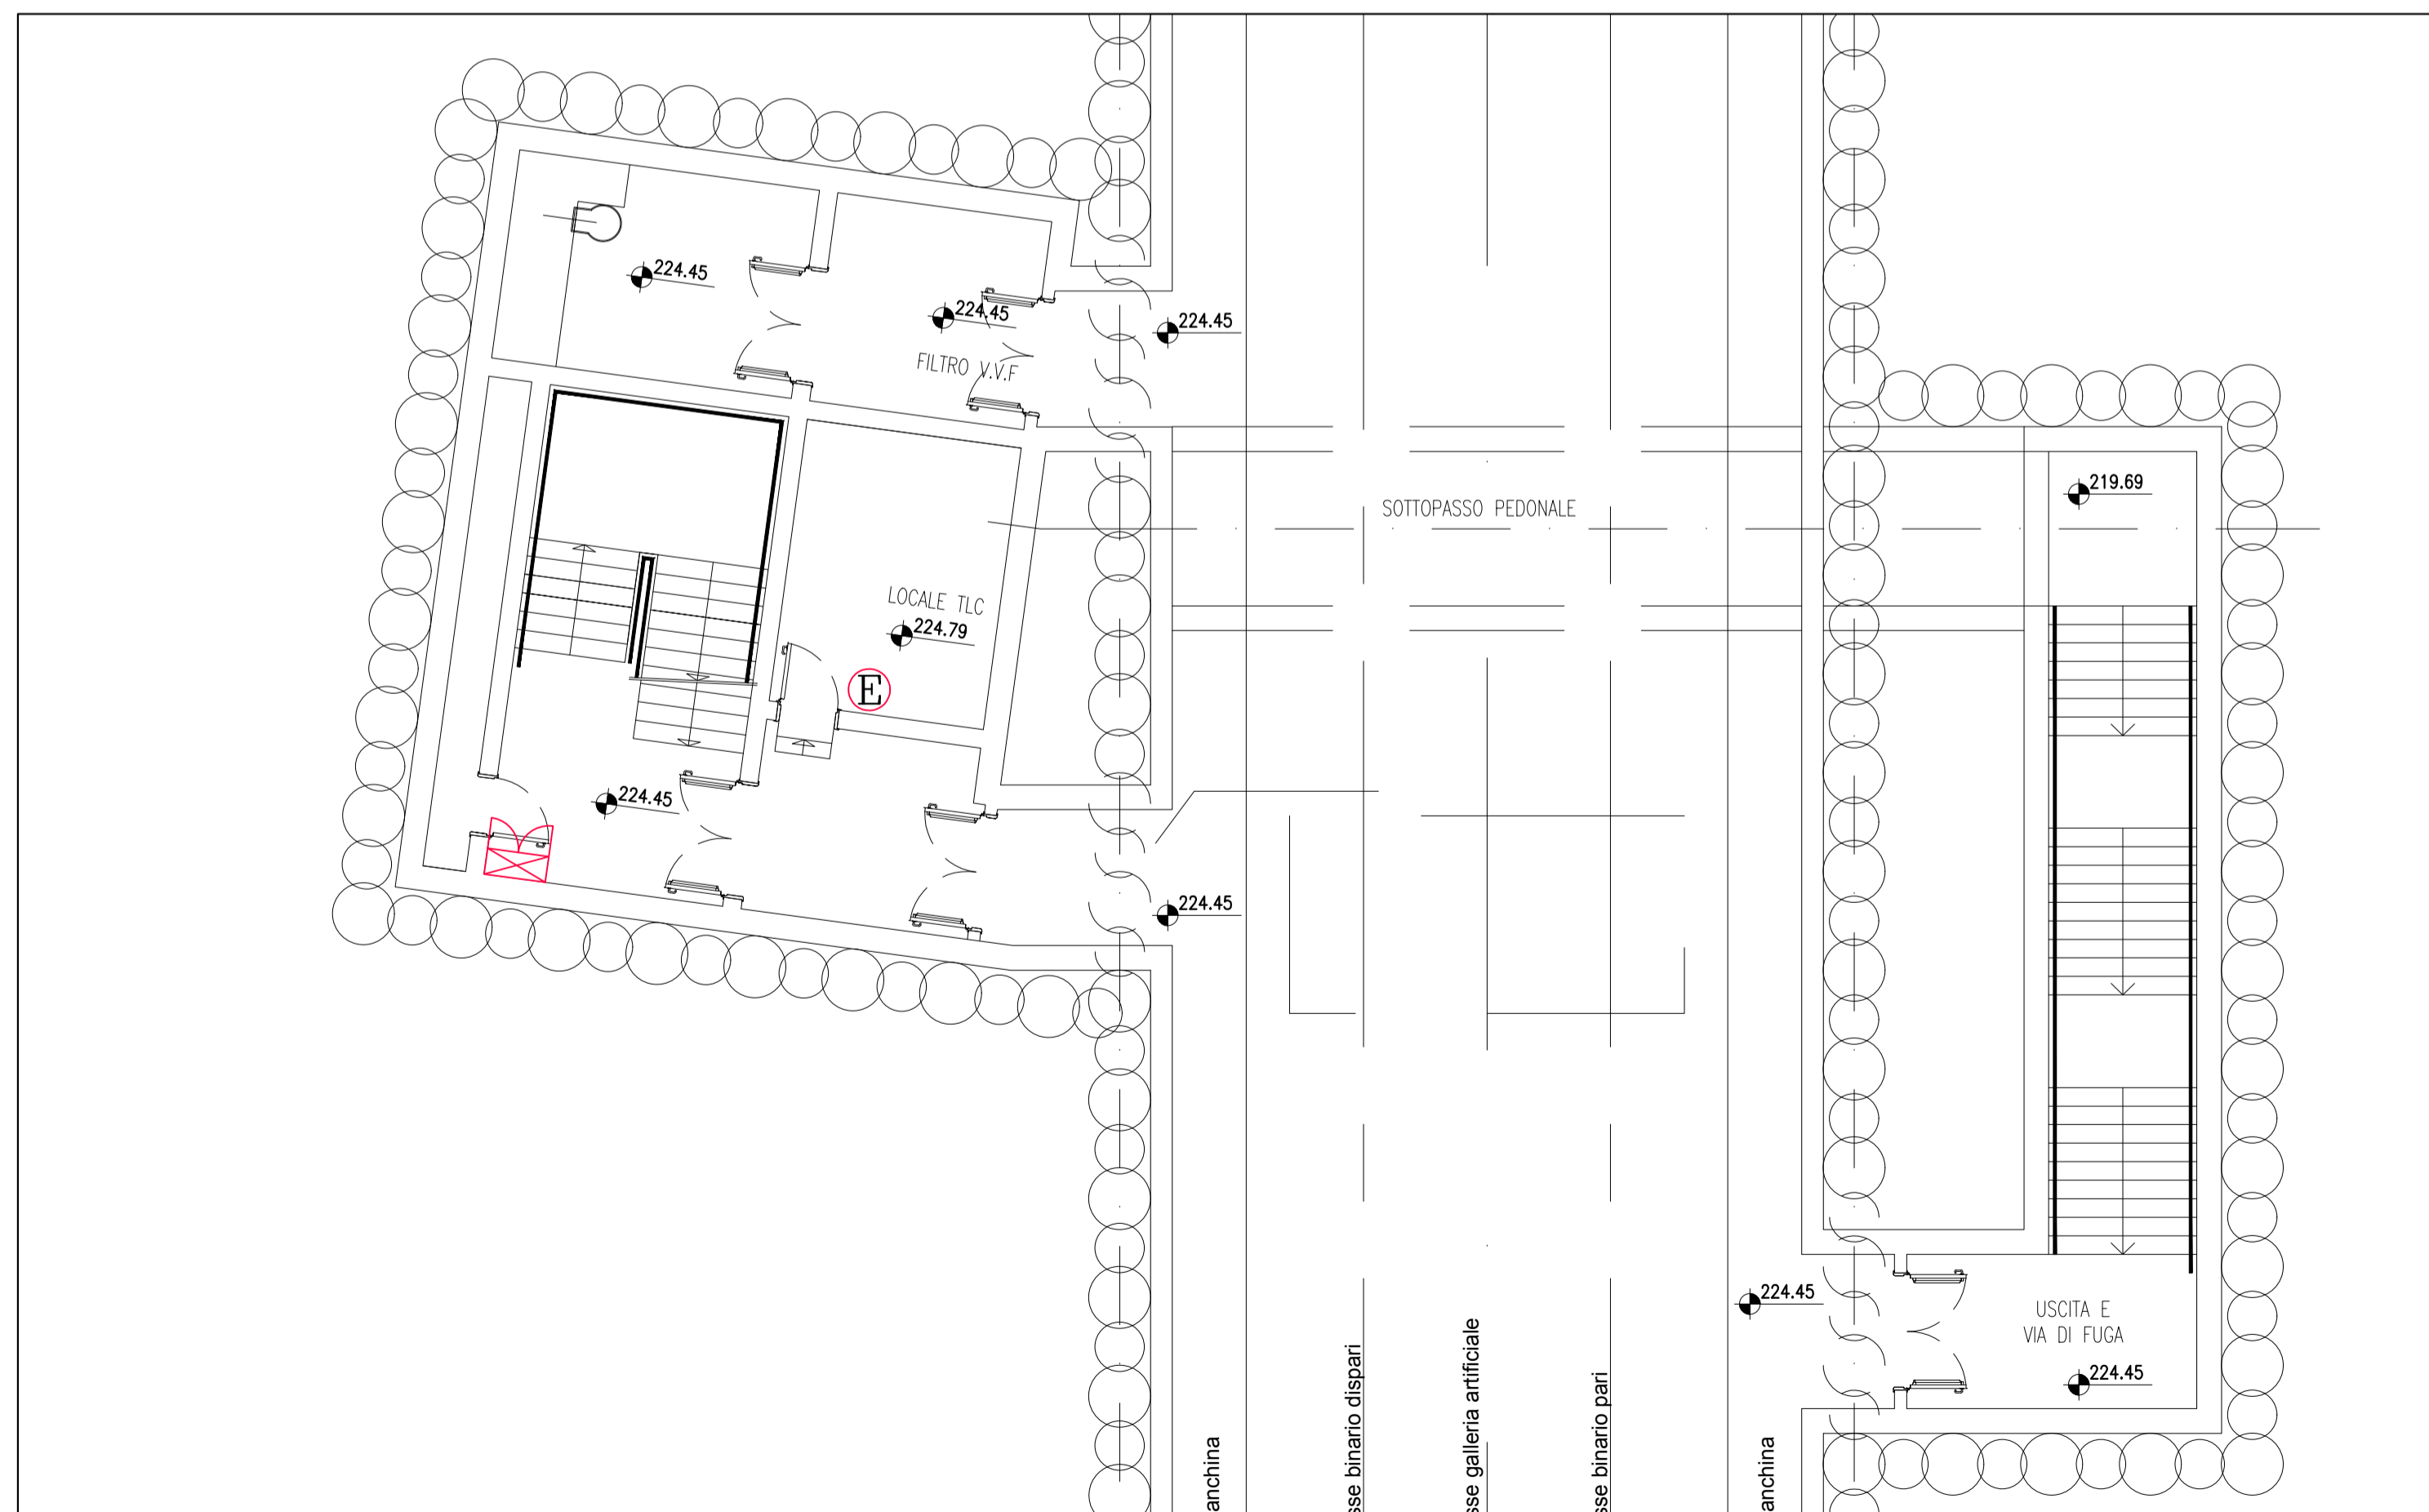 224.45
224.45
224.45
FILTRO V.V.F
219.69
SOTTOPASSO PEDONALE
LOCALE TLC
224.79
E
224.45
224.45
224.45
USCITA E
VIA DI FUGA
224.45
anchina
sse binario dispari
sse galleria artificiale
sse binario pari
anchina